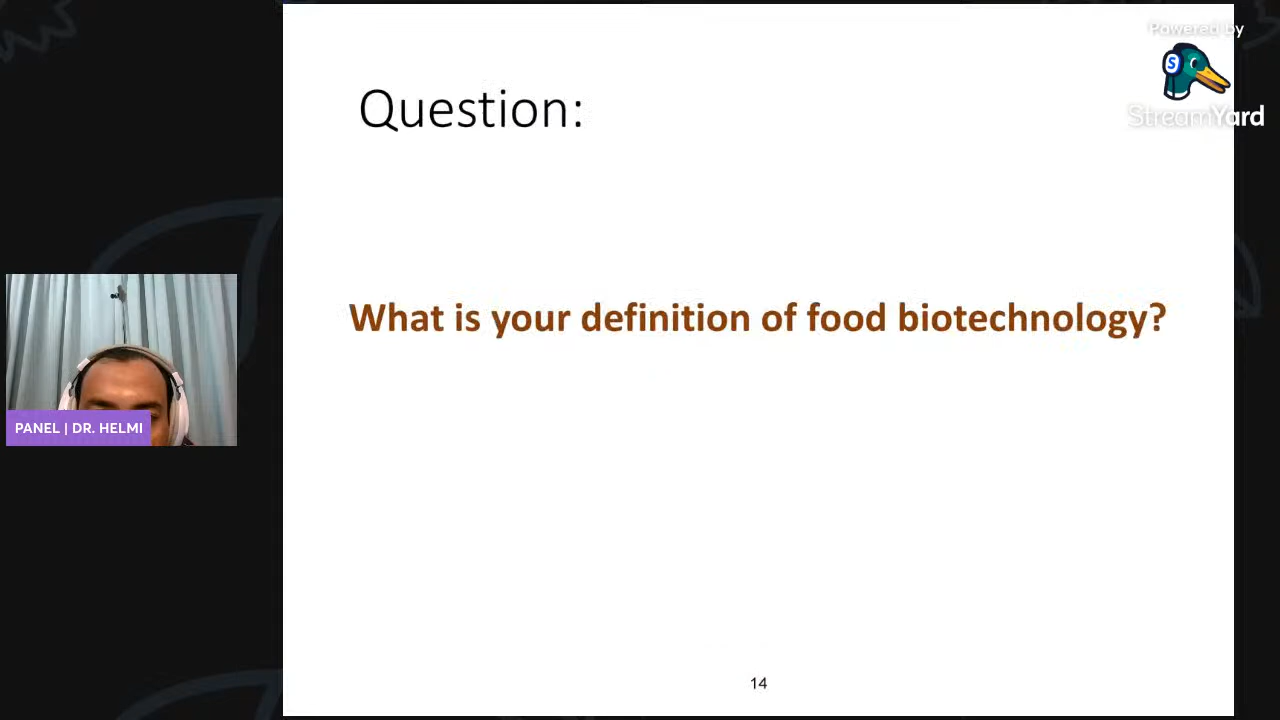 Powered by
StreamYard
Question:
What is your definition of food biotechnology?
PANEL | DR. HELMI
14